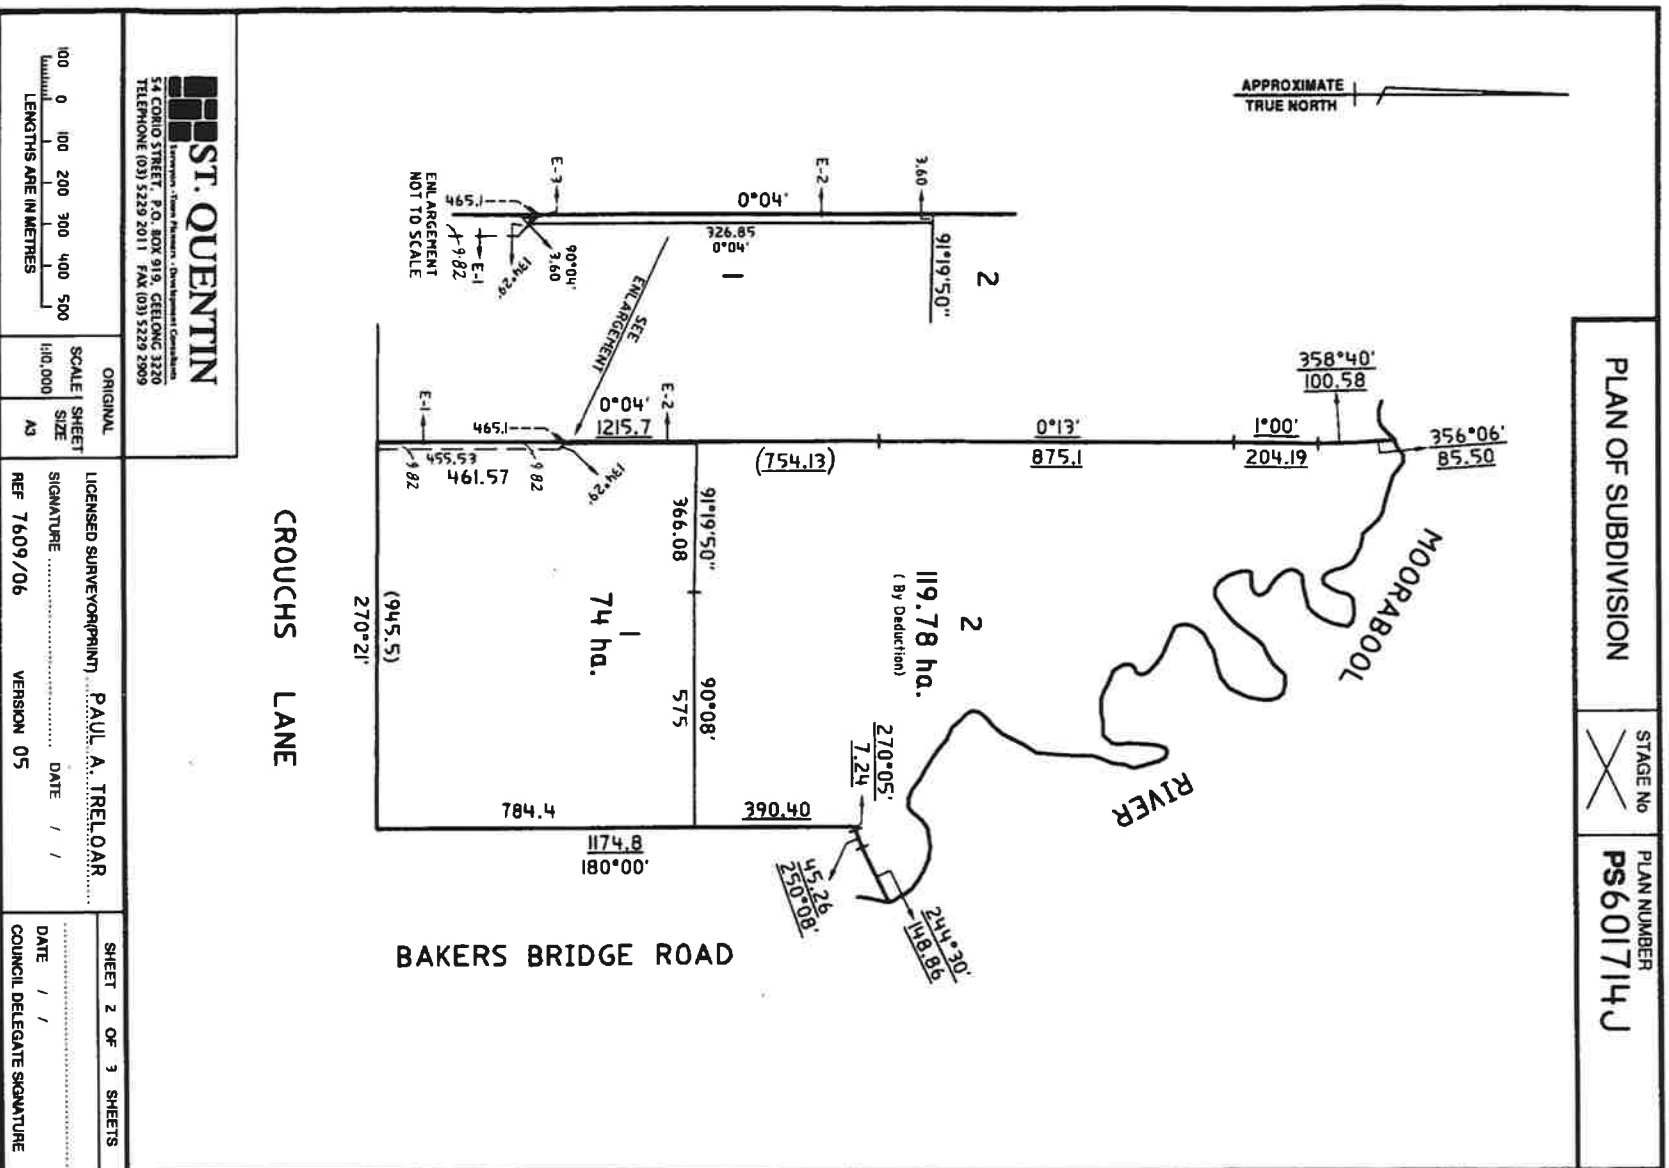 PLAN OF SUBDIVISION
STAGE No
PLAN NUMBER
PS601714J
APPROXIMATE
TRUE NORTH
MOORABOOL
RIVER
356°06'
85.50
358°40'
100.58
1°00'
204.19
0°13'
875.1
(754.13)
2
119.78 ha.
( By Deduction)
270°05'
7.24
244°30'
148.86
45.26
250°08'
390.40
91°19'50"
366.08
90°08'
575
E-2
0°04'
1215.7
465.1
134°29'
E-1
9.82
455.53
461.57
9.82
1
74 ha.
784.4
1174.8
180°00'
(945.5)
270°21'
SEE
ENLARGEMENT
2
91°19'50"
3.60
E-2
0°04'
326.85
0°04'
1
E-3
465.1
90°04'
3.60
134°29'
E-1
9.82
ENLARGEMENT
NOT TO SCALE
CROUCHS LANE
BAKERS BRIDGE ROAD
ST. QUENTIN
Surveyors - Town Planners - Development Consultants
54 CORIO STREET, P.O. BOX 919, GEELONG 3220
TELEPHONE (03) 5229 2011 FAX (03) 5229 2909
100 0 100 200 300 400 500
LENGTHS ARE IN METRES
ORIGINAL
SCALE
SHEET
SIZE
1:10,000
A3
LICENSED SURVEYOR(PRINT) PAUL A. TRELOAR
SIGNATURE DATE / /
REF 7609/06 VERSION 05
SHEET 2 OF 3 SHEETS
DATE / /
COUNCIL DELEGATE SIGNATURE